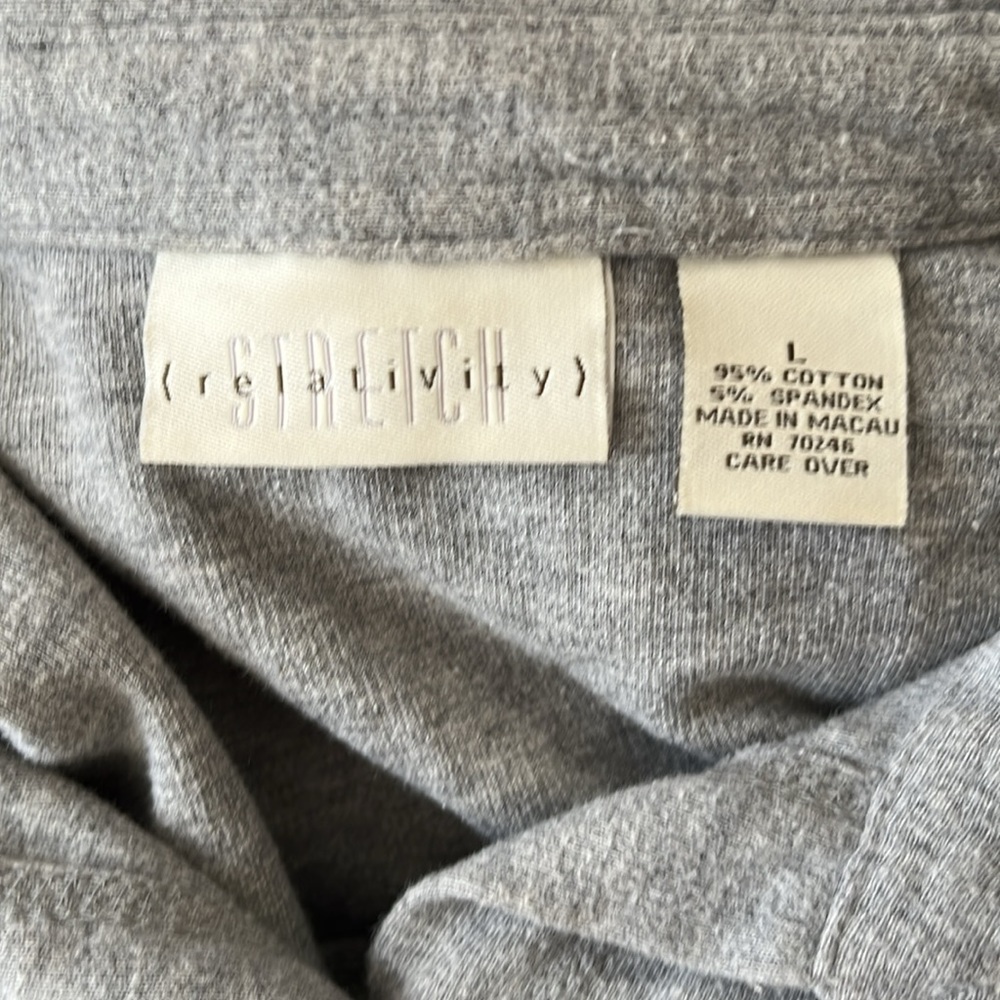 STRETCH
( relativity )
L
95% COTTON
5% SPANDEX
MADE IN MACAU
RN 70246
CARE OVER